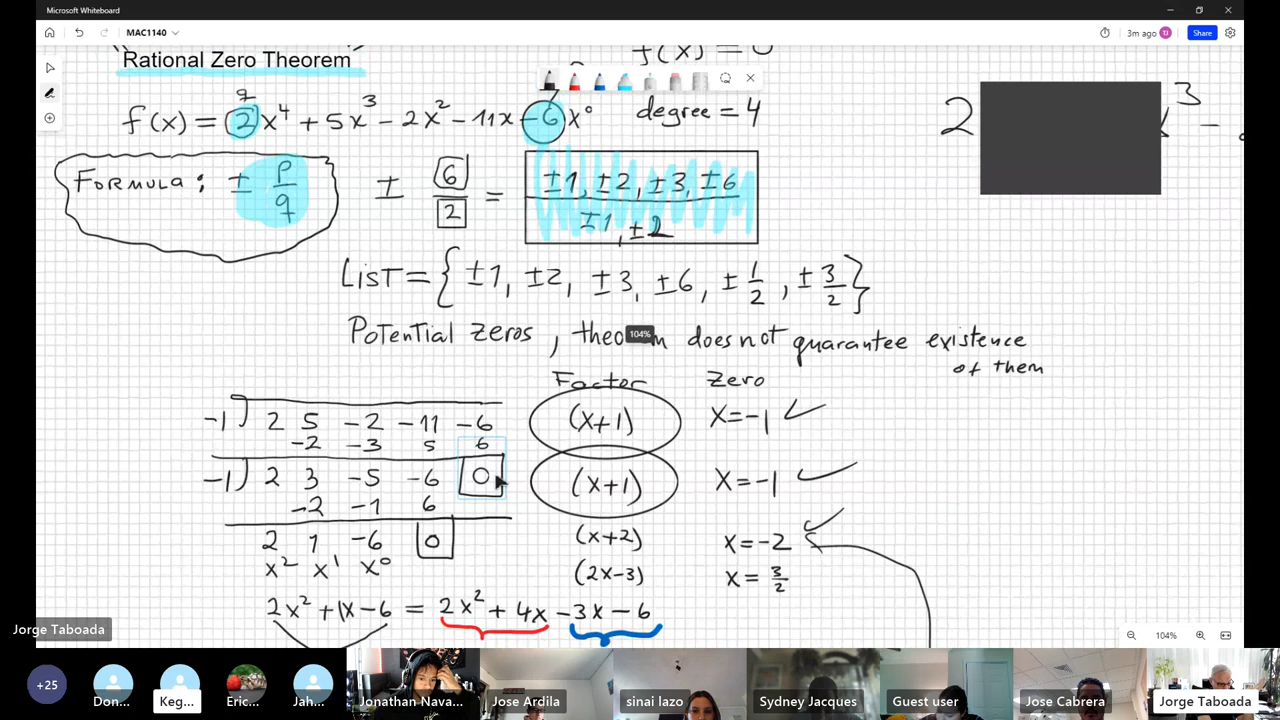 Microsoft Whiteboard
MAC1140
3m ago
TJ
Share
Rational Zero Theorem
f(x) = 0
q
f(x) = 2x⁴ + 5x³ - 2x² - 11x - 6x⁰
degree = 4
2
³ -
FORMULA: ± p/q
± 6/2 = ±1, ±2, ±3, ±6 / ±1, ±2
LIST = { ±1, ±2, ±3, ±6, ±1/2, ±3/2 }
Potential zeros, theorem does not guarantee existence
of them
104%
Factor Zero
-1) 2 5 -2 -11 -6 (x+1) x=-1 ✓
-2 -3 5 6
-1) 2 3 -5 -6 0 (x+1) x=-1 ✓
-2 -1 6
2 1 -6 0 (x+2) x=-2 ✓
x² x¹ x⁰ (2x-3) x=3/2
2x²+1x-6 = 2x²+4x-3x-6
Jorge Taboada
104%
+25
Don...
Keg...
Eric...
Jah...
Jonathan Nava...
Jose Ardila
sinai lazo
Sydney Jacques
Guest user
Jose Cabrera
Jorge Taboada